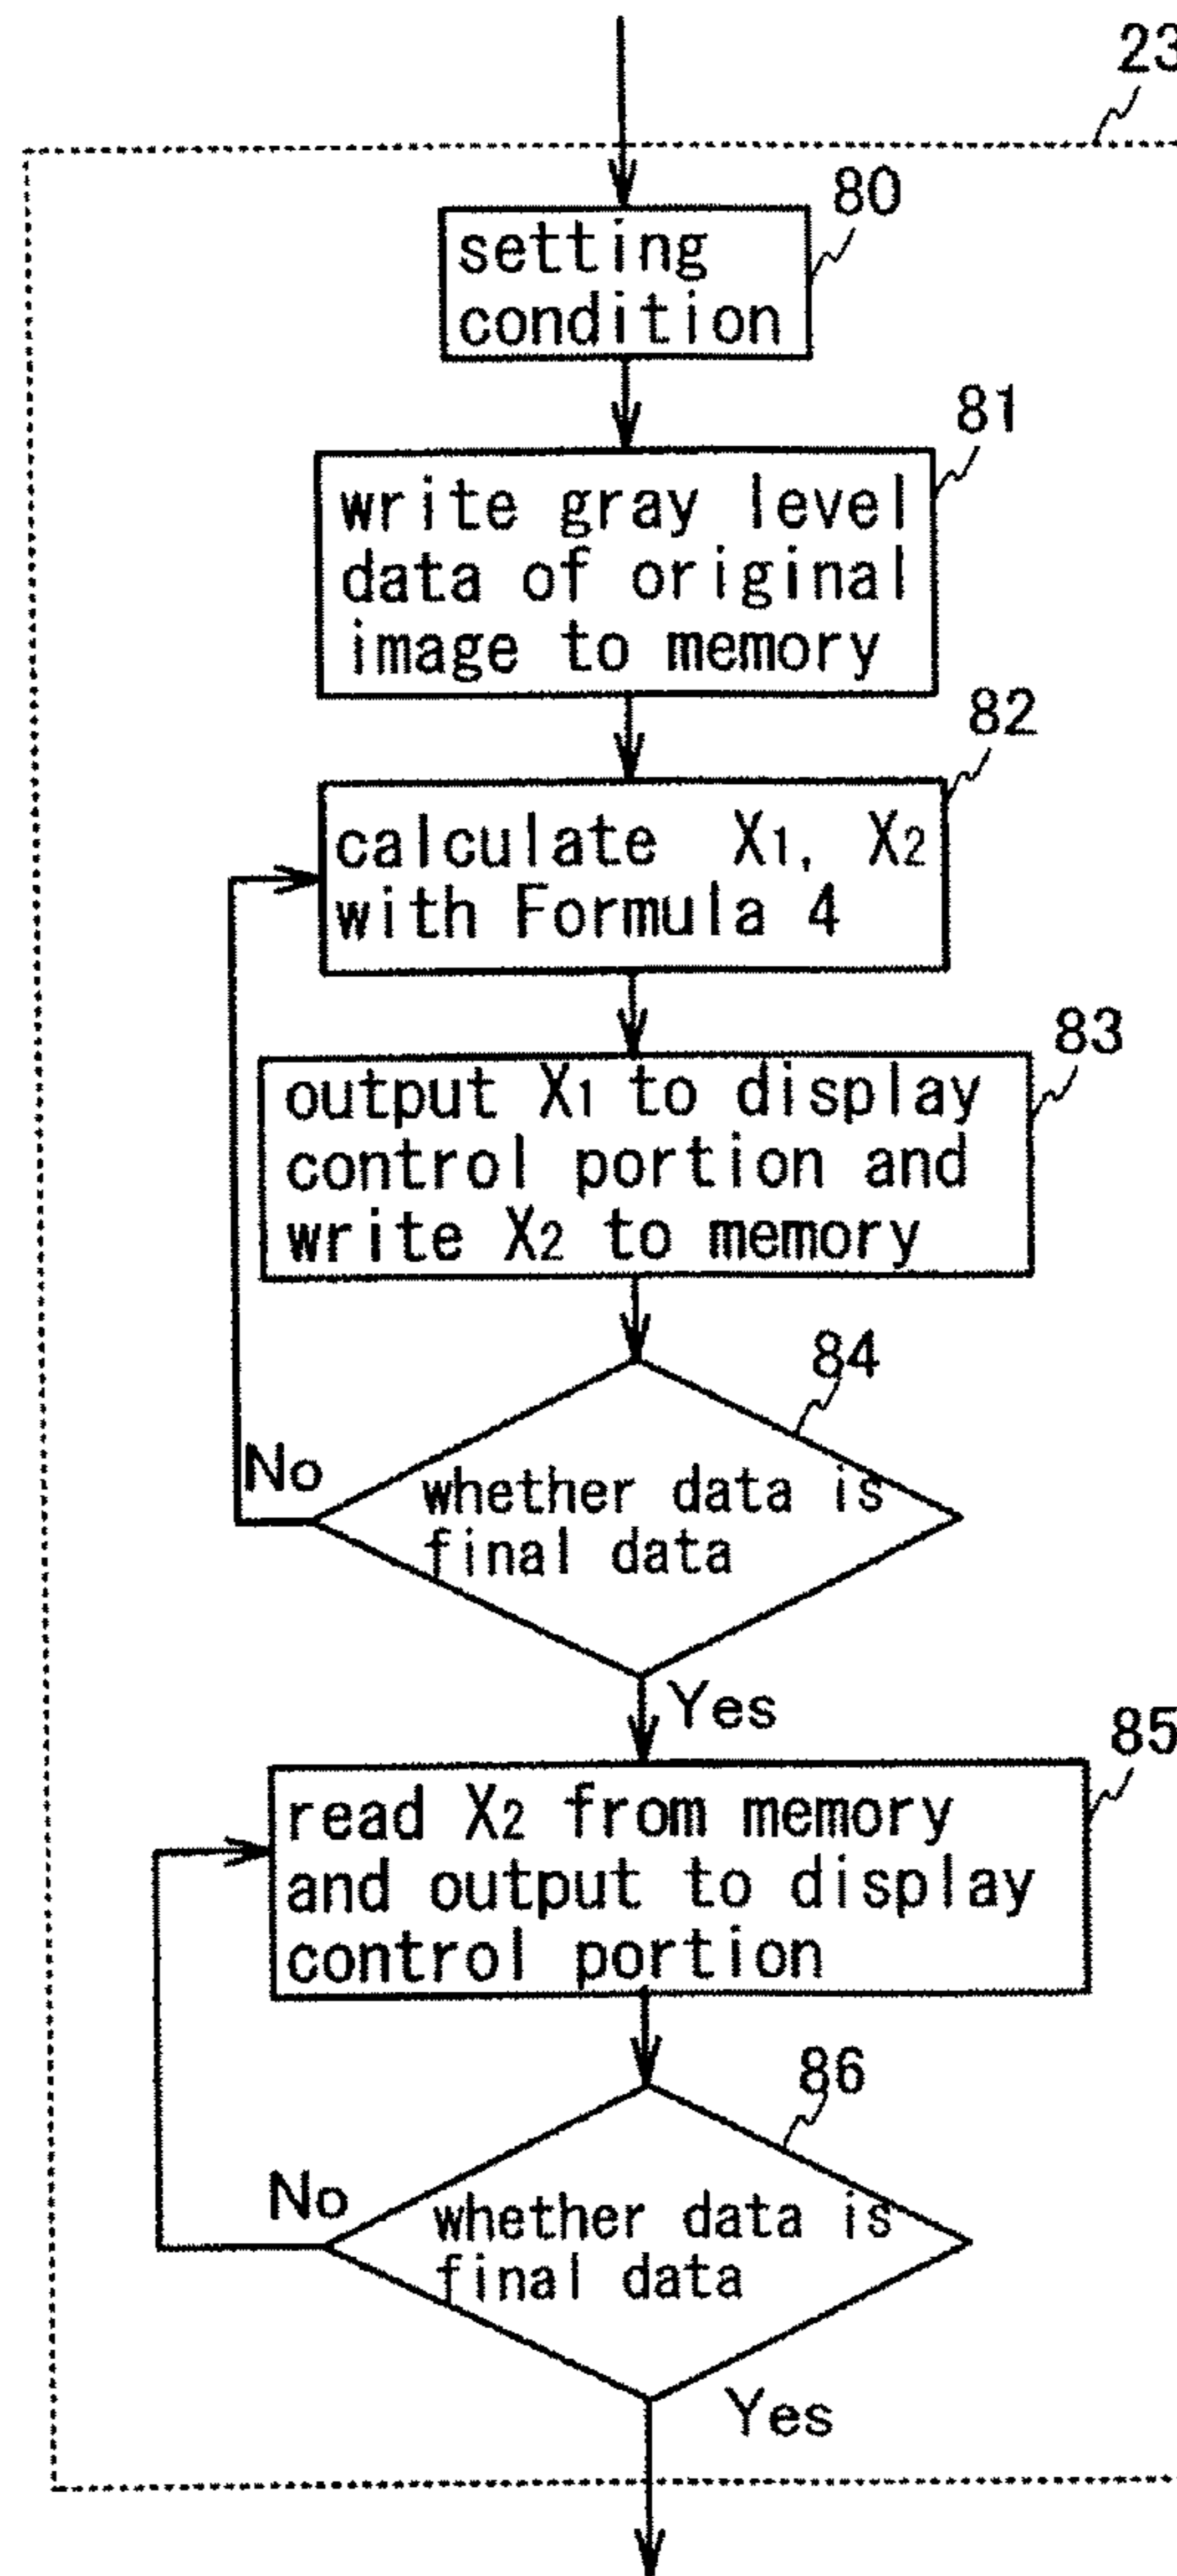 23
80
setting
condition
81
write gray level
data of original
image to memory
82
calculate X₁, X₂
with Formula 4
83
output X₁ to display
control portion and
write X₂ to memory
84
No
whether data is
final data
Yes
85
read X₂ from memory
and output to display
control portion
86
No
whether data is
final data
Yes